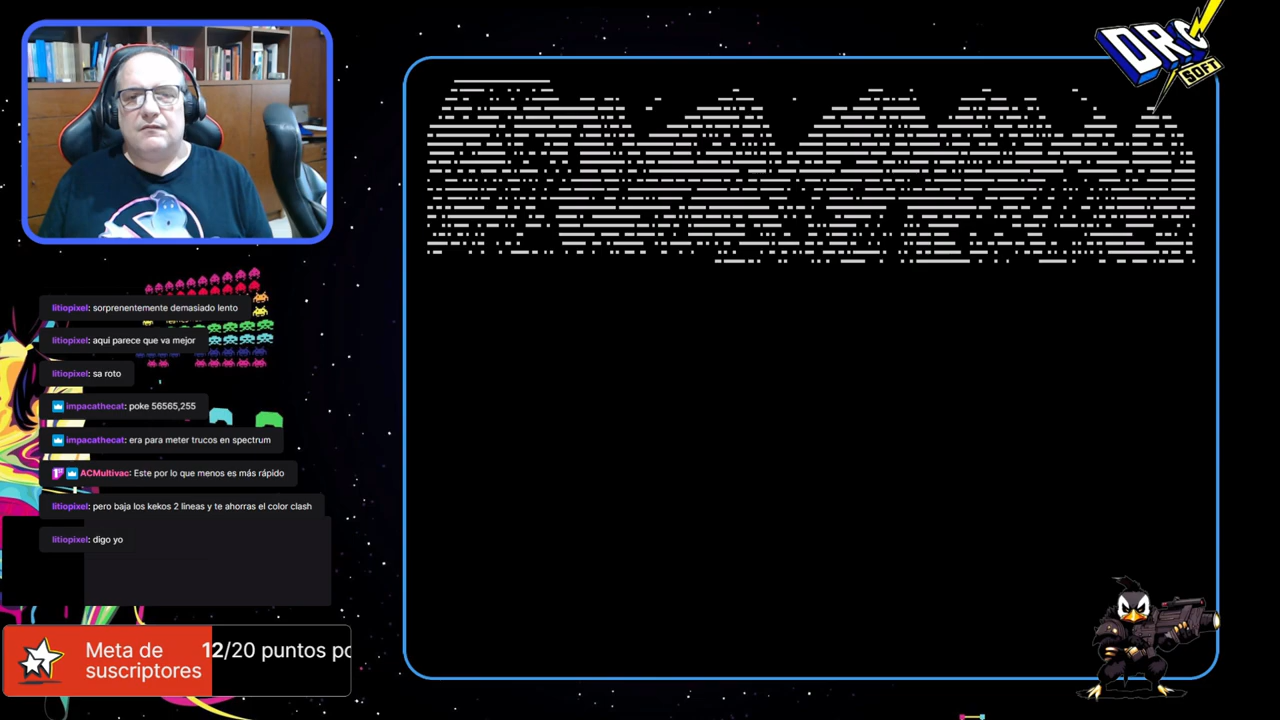 DRC
SOFT
litiopixel: sorprenentemente demasiado lento
litiopixel: aqui parece que va mejor
litiopixel: sa roto
impacathecat: poke 56565,255
impacathecat: era para meter trucos en spectrum
ACMultivac: Este por lo que menos es más rápido
litiopixel: pero baja los kekos 2 lineas y te ahorras el color clash
litiopixel: digo yo
Meta de
suscriptores
12/20 puntos po